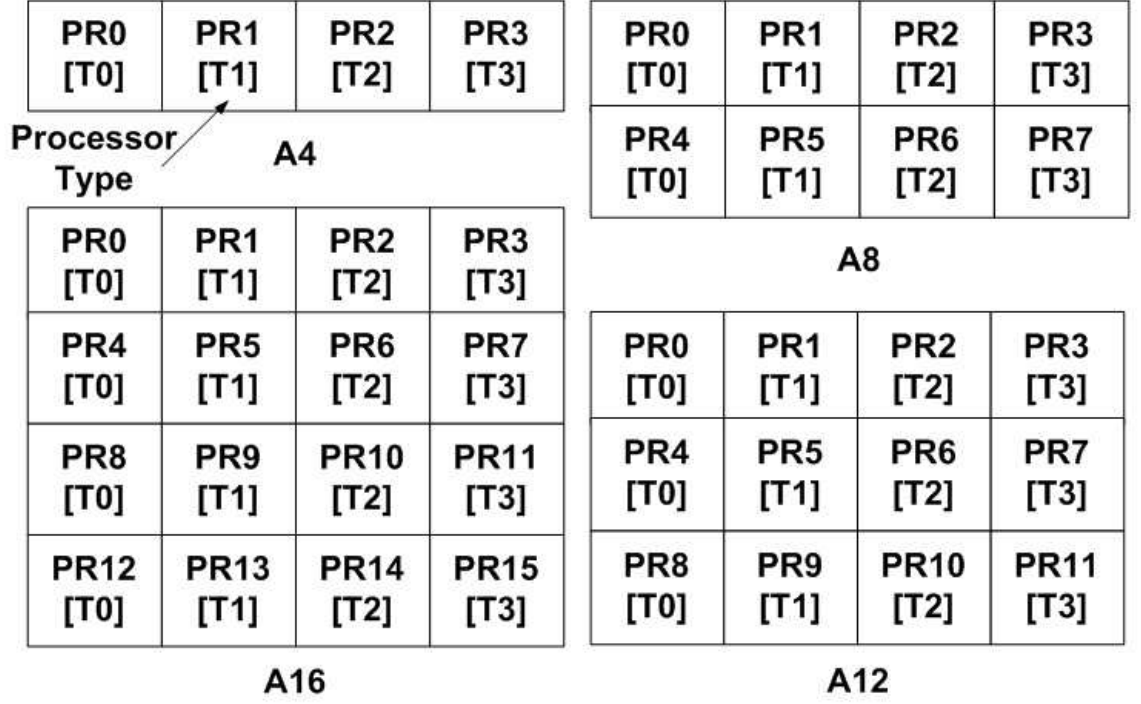 PR0 PR1 PR2 PR3
[T0] [T1] [T2] [T3]
Processor
Type
A4
PR0 PR1 PR2 PR3
[T0] [T1] [T2] [T3]
PR4 PR5 PR6 PR7
[T0] [T1] [T2] [T3]
A8
PR0 PR1 PR2 PR3
[T0] [T1] [T2] [T3]
PR4 PR5 PR6 PR7
[T0] [T1] [T2] [T3]
PR8 PR9 PR10 PR11
[T0] [T1] [T2] [T3]
PR12 PR13 PR14 PR15
[T0] [T1] [T2] [T3]
A16
PR0 PR1 PR2 PR3
[T0] [T1] [T2] [T3]
PR4 PR5 PR6 PR7
[T0] [T1] [T2] [T3]
PR8 PR9 PR10 PR11
[T0] [T1] [T2] [T3]
A12